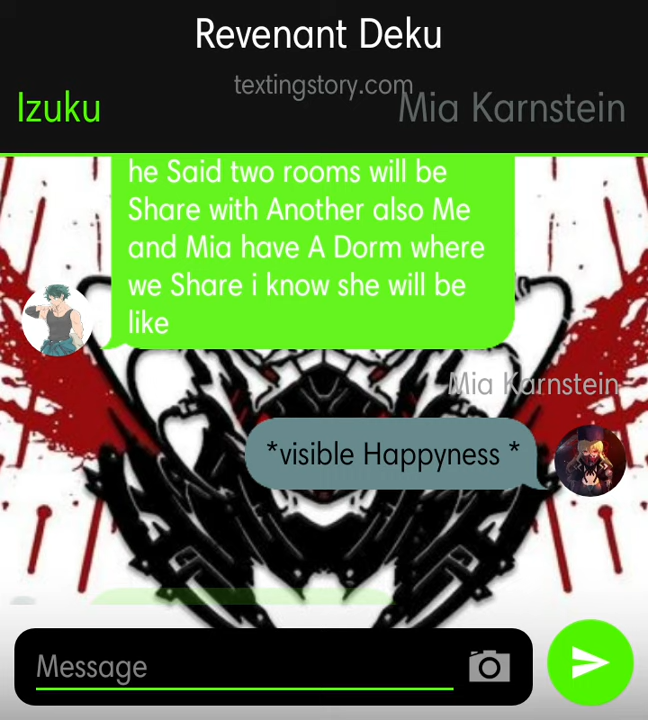 Revenant Deku
textingstory.com
Izuku
Mia Karnstein
he Said two rooms will be
Share with Another also Me
and Mia have A Dorm where
we Share i know she will be
like
Mia Karnstein
*visible Happyness *
Message